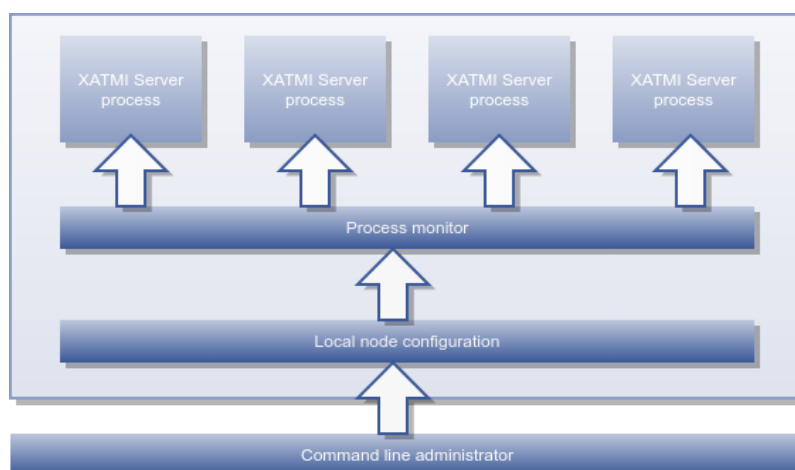 XATMI Server
process
XATMI Server
process
XATMI Server
process
XATMI Server
process
Process monitor
Local node configuration
Command line administrator